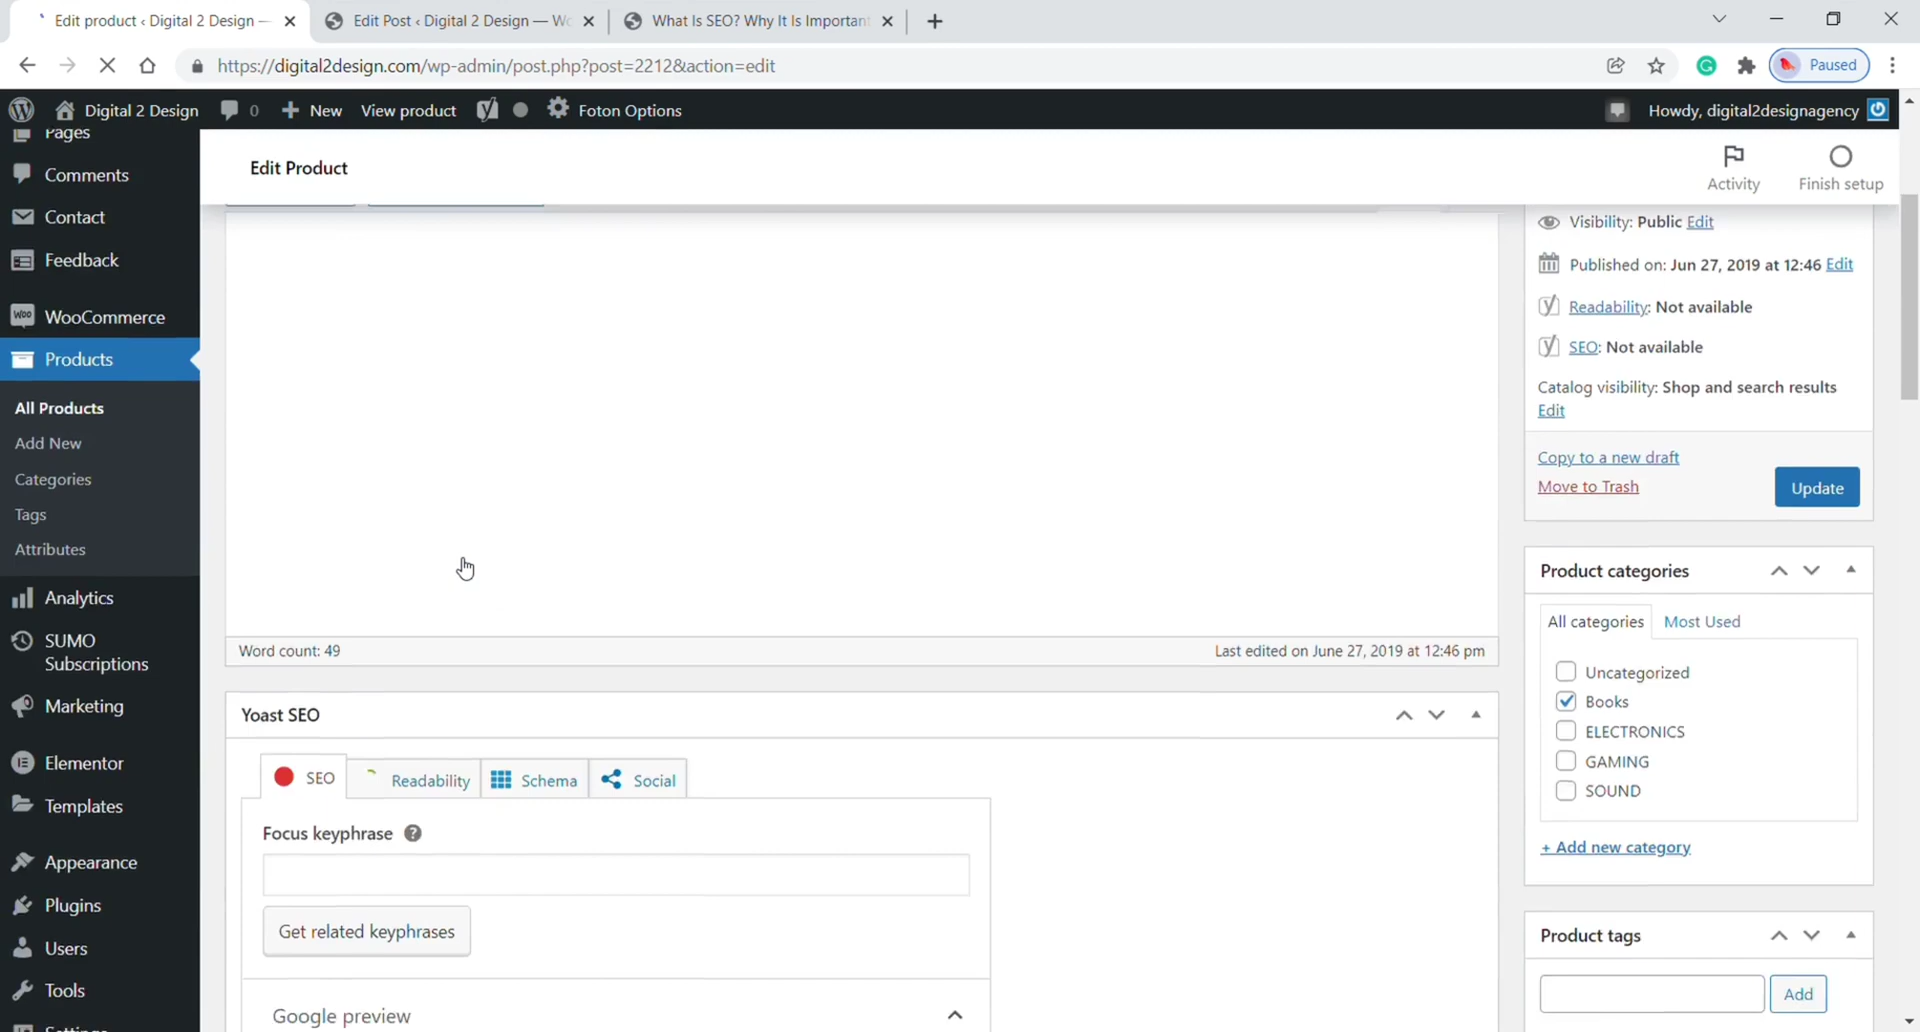 Edit product ‹ Digital 2 Design —
Edit Post ‹ Digital 2 Design — Wo
What Is SEO? Why It Is Important
https://digital2design.com/wp-admin/post.php?post=2212&action=edit
Paused
Digital 2 Design
0
New
View product
Foton Options
Howdy, digital2designagency
Pages
Comments
Contact
Feedback
WooCommerce
Products
All Products
Add New
Categories
Tags
Attributes
Analytics
SUMO
Subscriptions
Marketing
Elementor
Templates
Appearance
Plugins
Users
Tools
Settings
Edit Product
Activity
Finish setup
Word count: 49
Last edited on June 27, 2019 at 12:46 pm
Yoast SEO
SEO
Readability
Schema
Social
Focus keyphrase
Get related keyphrases
Google preview
Visibility: Public Edit
Published on: Jun 27, 2019 at 12:46 Edit
Readability: Not available
SEO: Not available
Catalog visibility: Shop and search results
Edit
Copy to a new draft
Move to Trash
Update
Product categories
All categories
Most Used
Uncategorized
Books
ELECTRONICS
GAMING
SOUND
+ Add new category
Product tags
Add